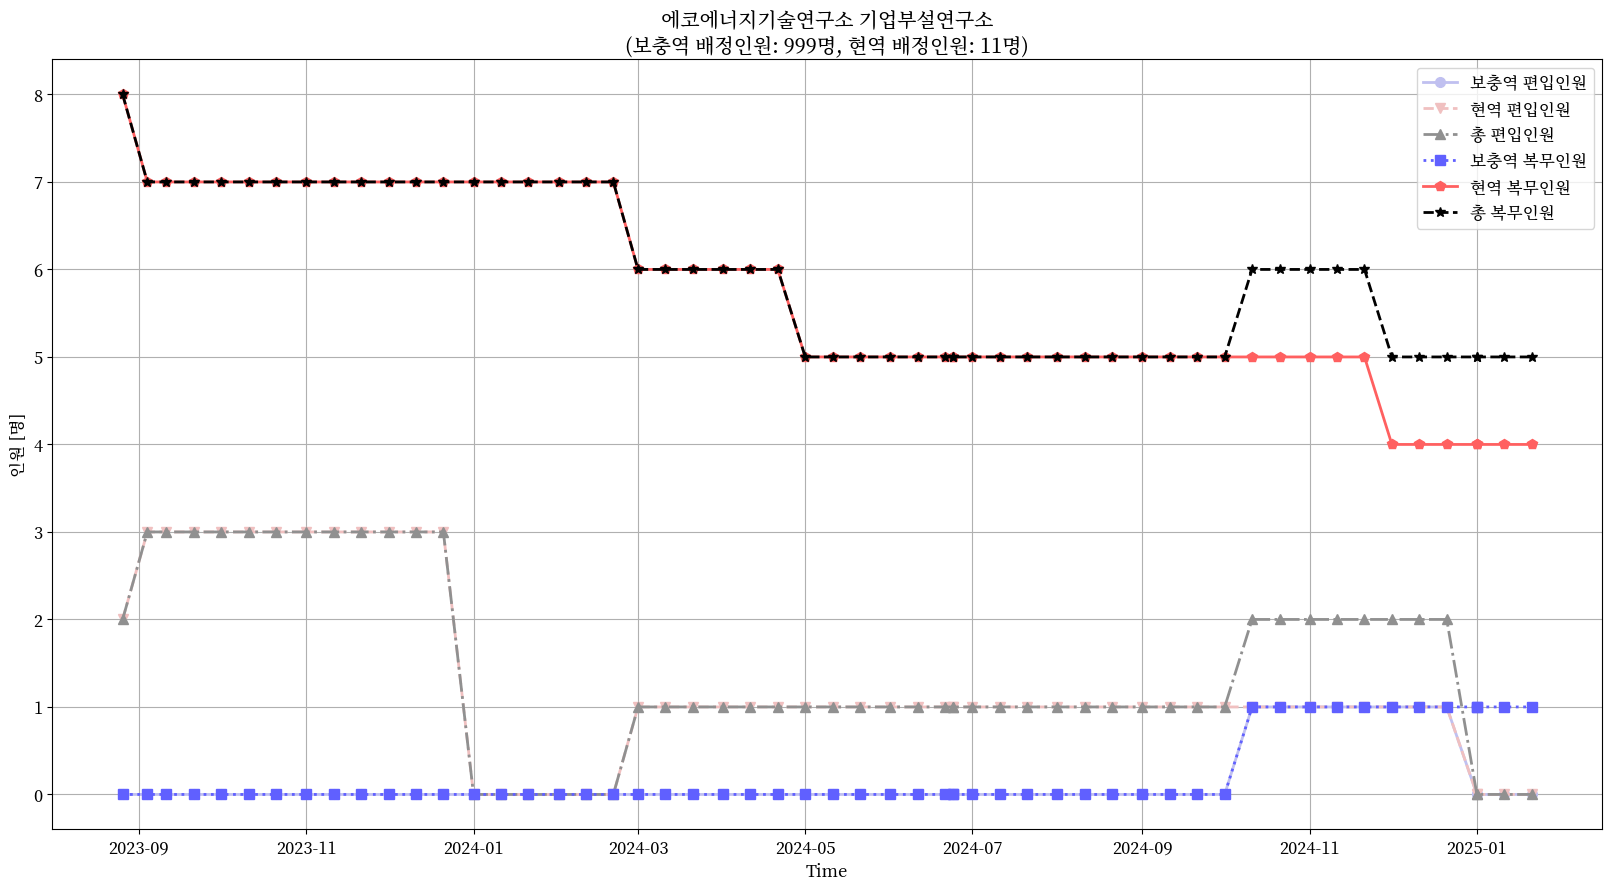 에코에너지기술연구소 기업부설연구소
(보충역 배정인원: 999명, 현역 배정인원: 11명)
보충역 편입인원
현역 편입인원
총 편입인원
보충역 복무인원
현역 복무인원
총 복무인원
인원 [명]
8
7
6
5
4
3
2
1
0
2023-09
2023-11
2024-01
2024-03
2024-05
2024-07
2024-09
2024-11
2025-01
Time